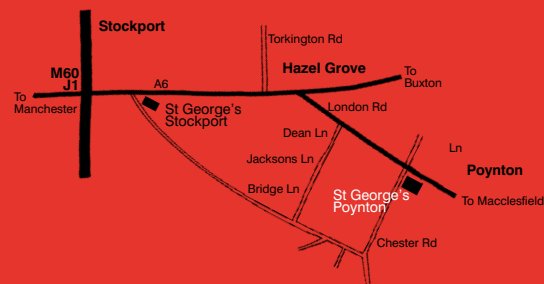 Stockport
Torkington Rd
M60
J1
A6
Hazel Grove
To
Buxton
To
Manchester
St George's
Stockport
London Rd
Dean Ln
Ln
Jacksons Ln
Poynton
Bridge Ln
St George's
Poynton
To Macclesfield
Chester Rd